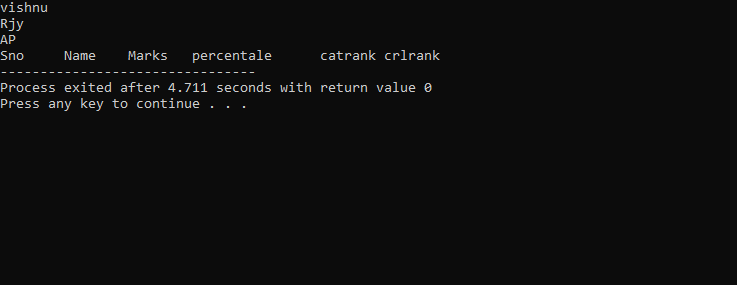 vishnu
Rjy
AP
Sno Name Marks percentale catrank crlrank
--------------------------------
Process exited after 4.711 seconds with return value 0
Press any key to continue . . .